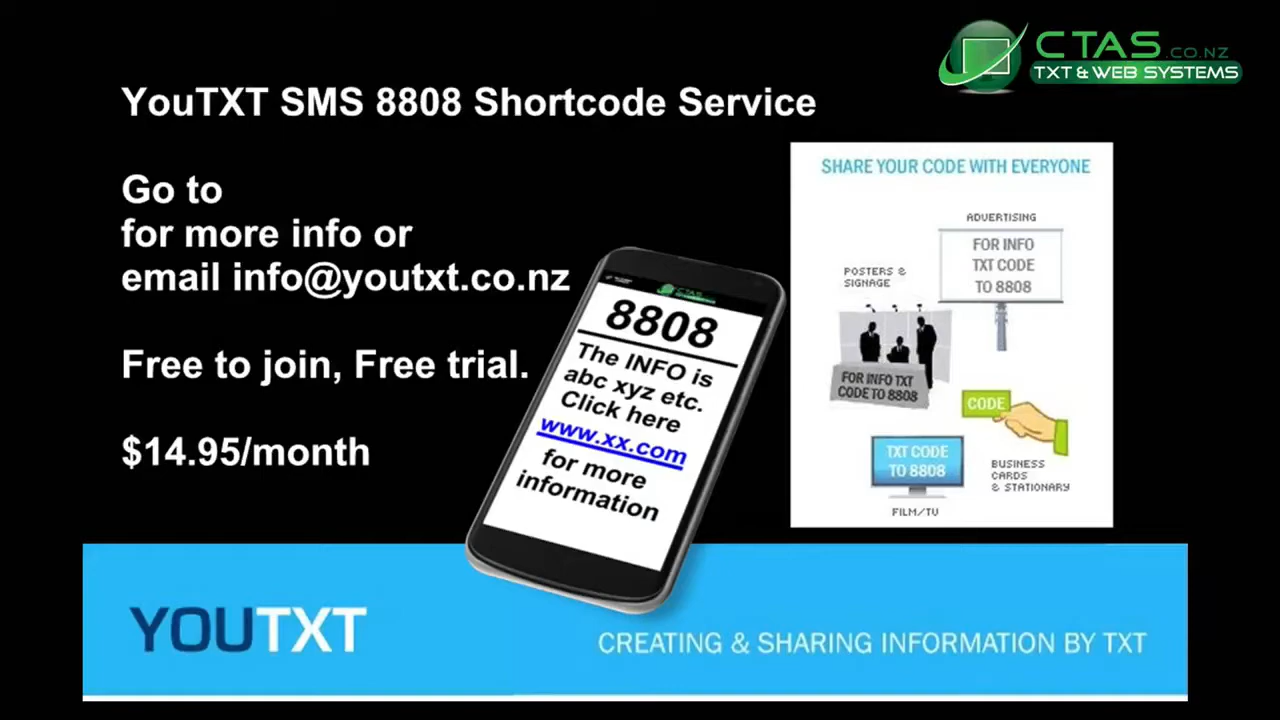 CTAS.CO.NZ
TXT & WEB SYSTEMS
YouTXT SMS 8808 Shortcode Service
Go to
for more info or
email info@youtxt.co.nz
Free to join, Free trial.
$14.95/month
CTAS
8808
The INFO is
abc xyz etc.
Click here
www.xx.com
for more
information
SHARE YOUR CODE WITH EVERYONE
ADVERTISING
FOR INFO
TXT CODE
TO 8808
POSTERS &
SIGNAGE
FOR INFO TXT
CODE TO 8808
CODE
TXT CODE
TO 8808
BUSINESS
CARDS
& STATIONARY
FILM/TV
YOUTXT
CREATING & SHARING INFORMATION BY TXT